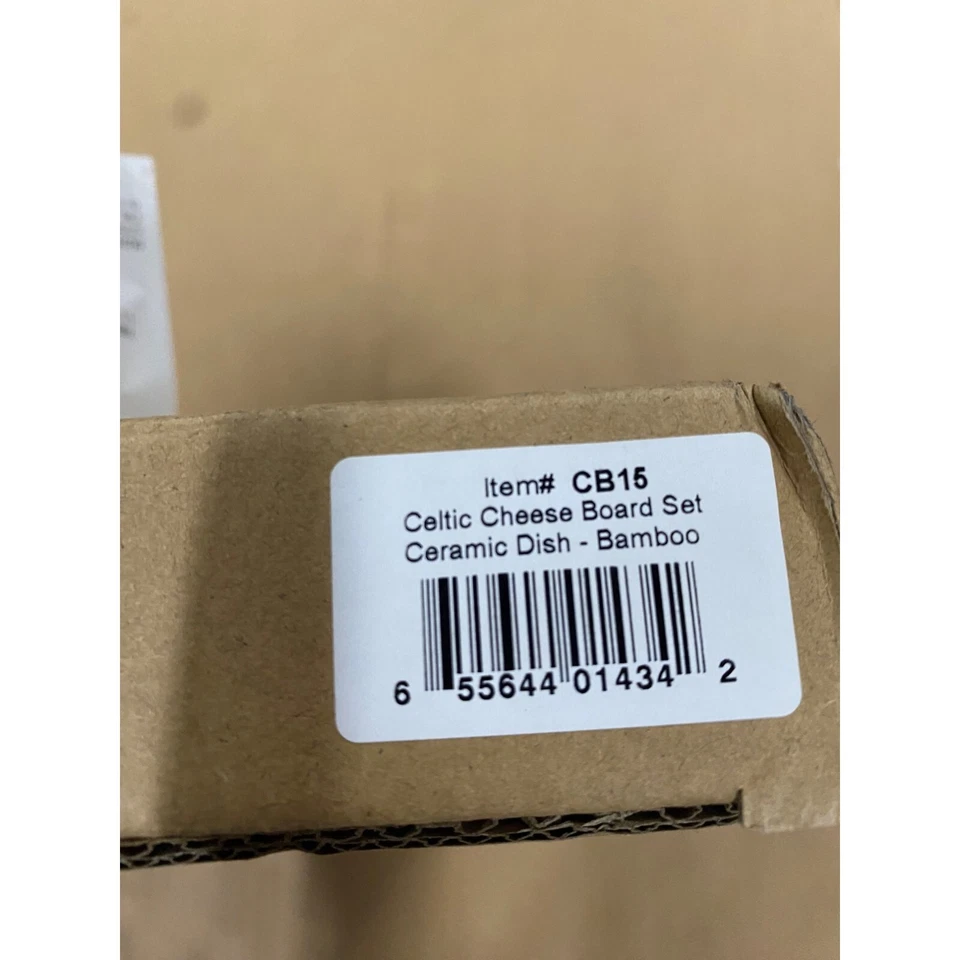 Item# CB15
Celtic Cheese Board Set
Ceramic Dish - Bamboo
6 55644 01434 2